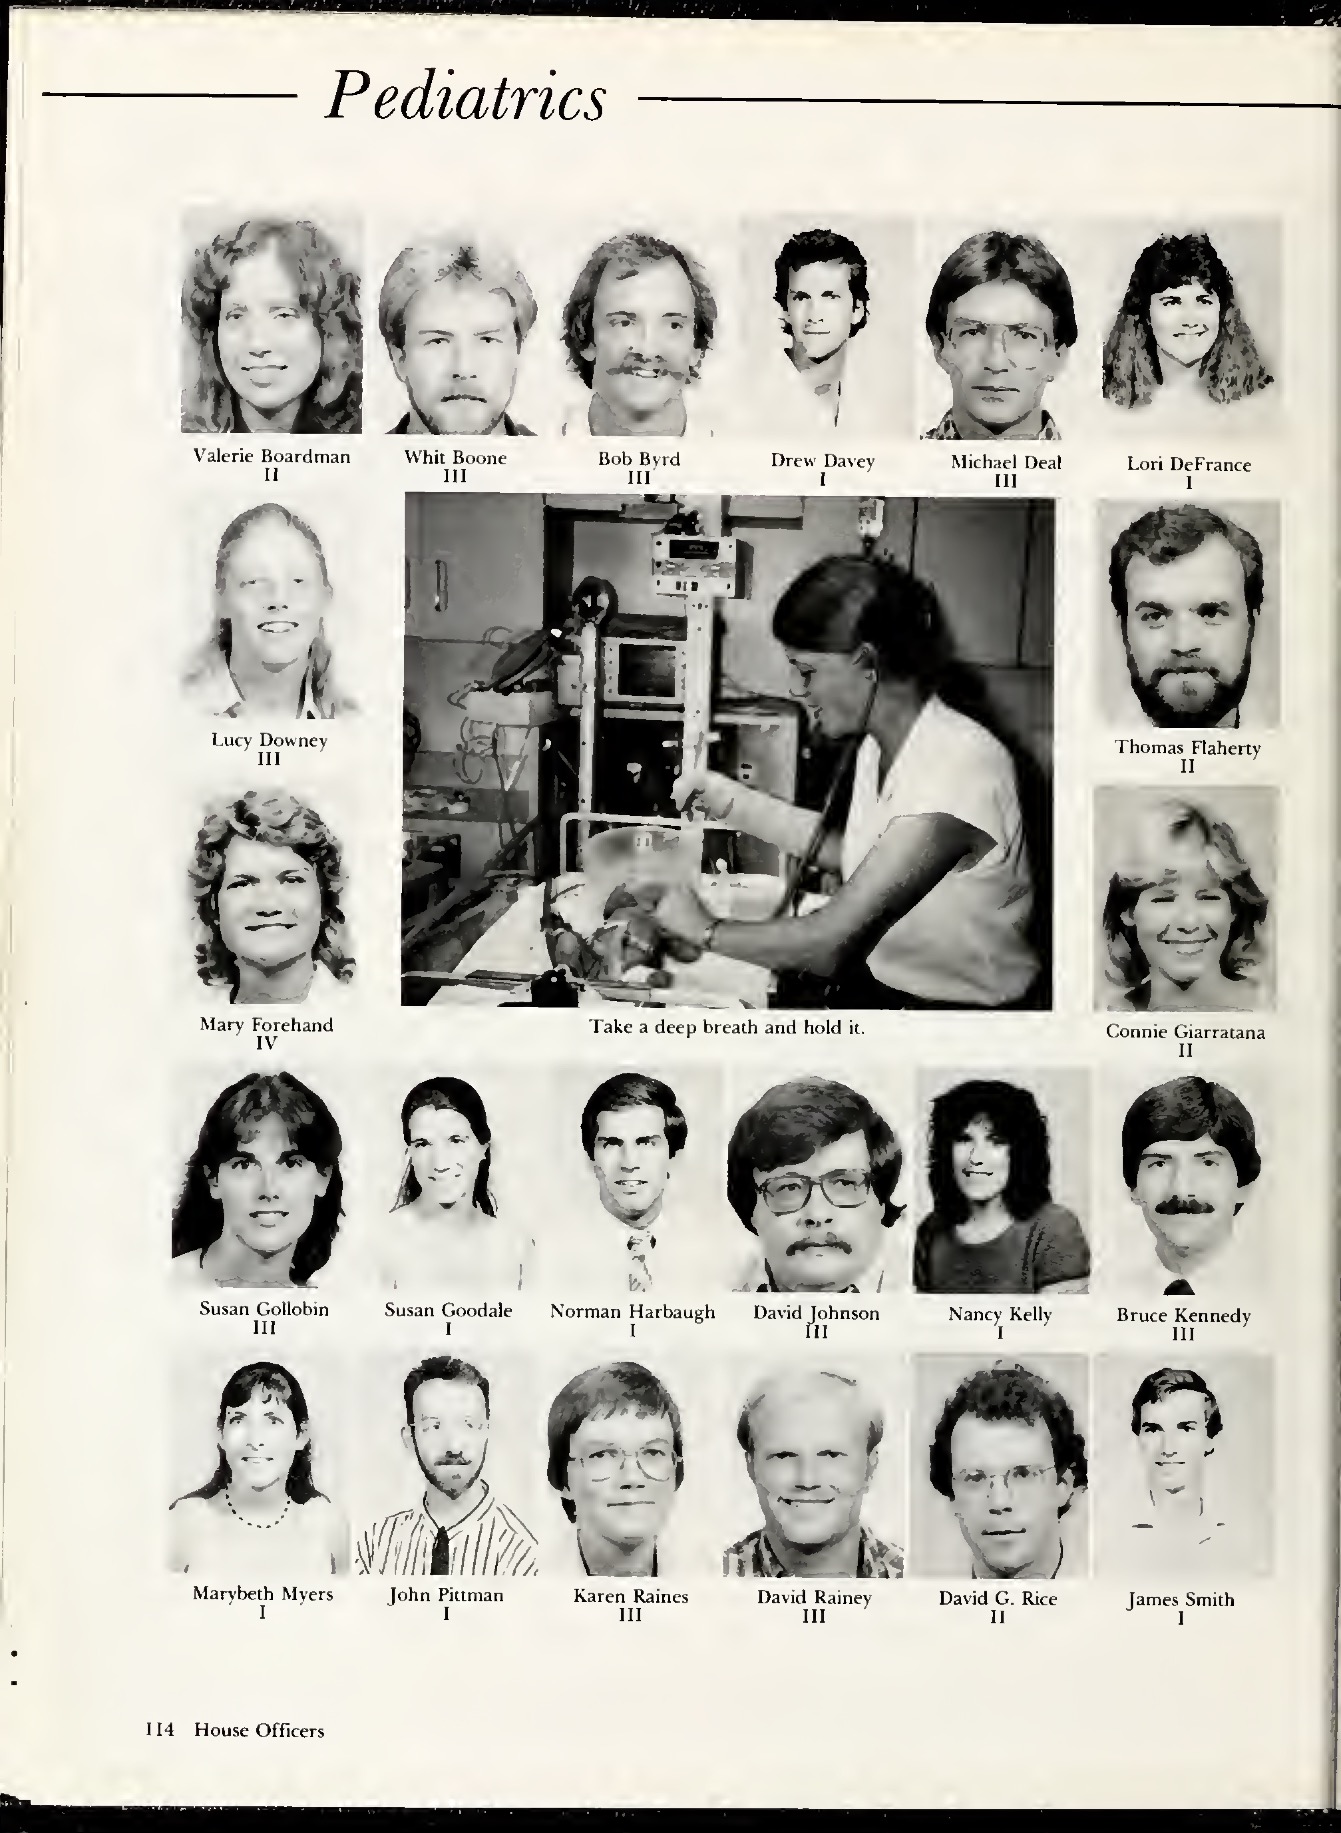 Pediatrics
Valerie Boardman
II
Whit Boone
III
Bob Byrd
III
Drew Davey
I
Michael Deal
III
Lori DeFrance
I
Lucy Downey
III
Thomas Flaherty
II
Mary Forehand
IV
Take a deep breath and hold it.
Connie Giarratana
II
Susan Gollobin
III
Susan Goodale
I
Norman Harbaugh
I
David Johnson
III
Nancy Kelly
I
Bruce Kennedy
III
Marybeth Myers
I
John Pittman
I
Karen Raines
III
David Rainey
III
David G. Rice
II
James Smith
I
114 House Officers